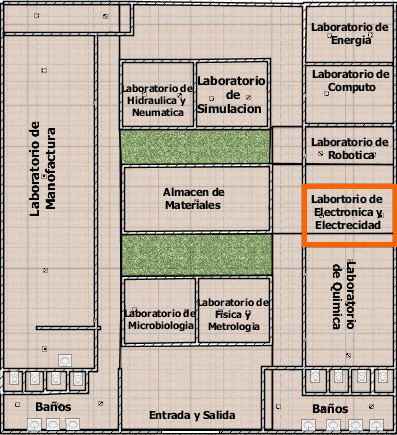 Laboratorio de
Energia
Laboratorio de
Computo
Laboratorio de
Hidraulica y
Neumatica
Laboratorio
de
Simulacion
Laboratorio de
Manofactura
Laboratorio de
Robotica
Almacen de
Materiales
Labortorio de
Electronica y
Electrecidad
Laboratorio
de Quimica
Laboratorio de
Microbiologia
Laboratorio de
Fisica y
Metrologia
Baños
Entrada y Salida
Baños